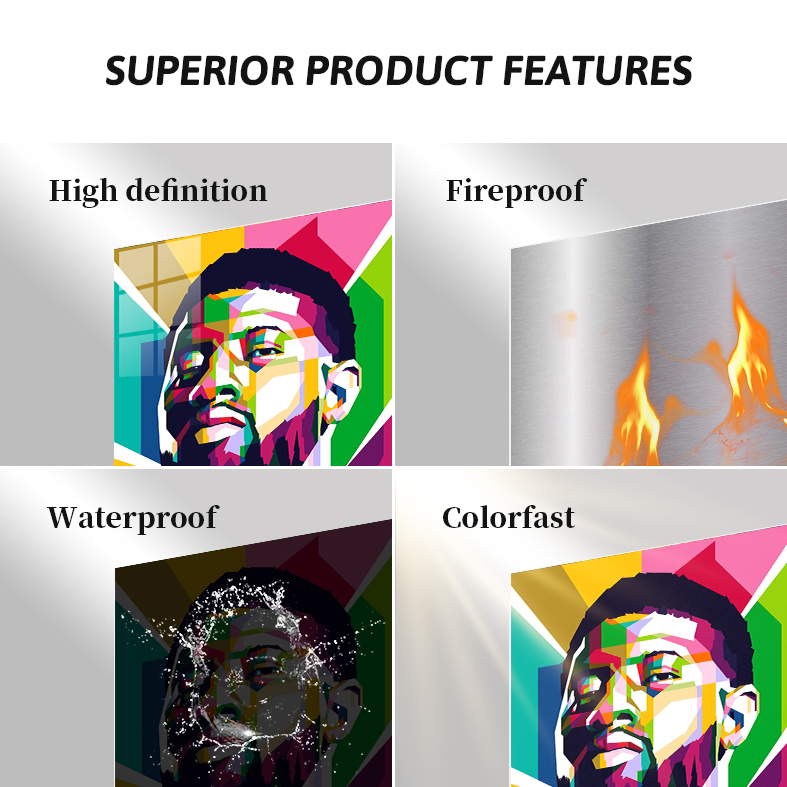 SUPERIOR PRODUCT FEATURES
High definition
Fireproof
Waterproof
Colorfast